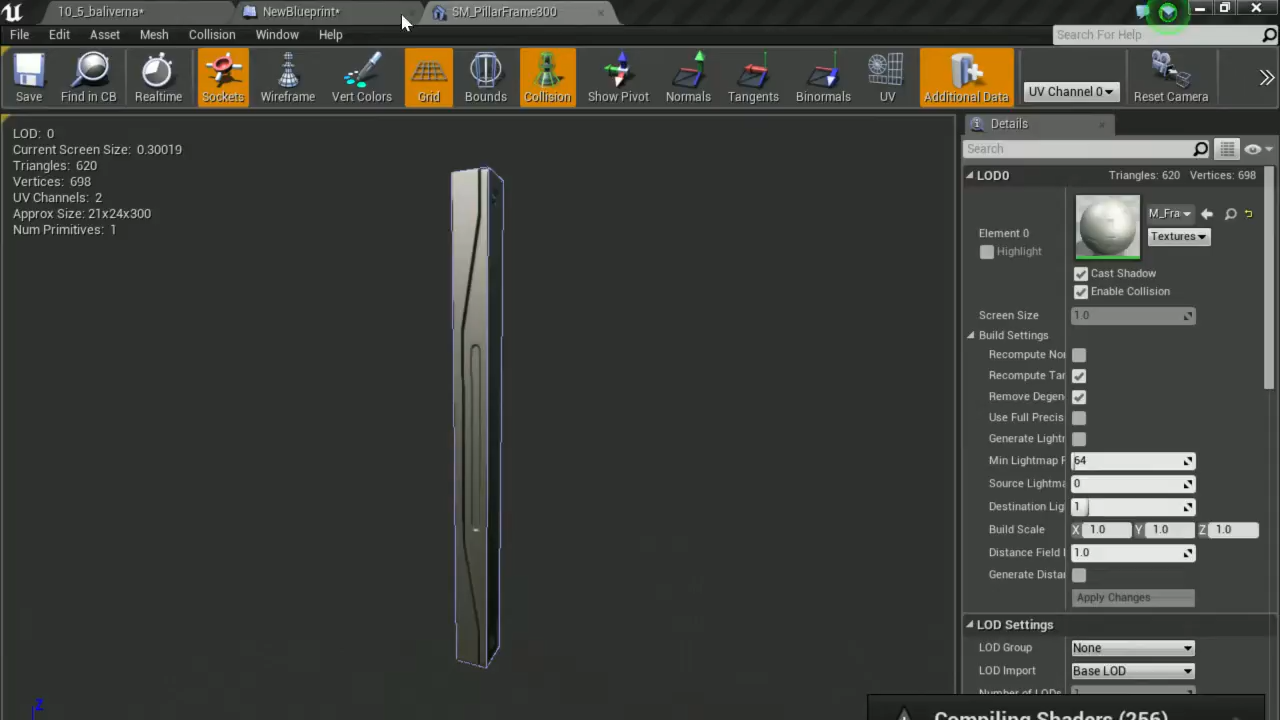 10_5_baliverna* NewBlueprint* SM_PillarFrame300
File Edit Asset Mesh Collision Window Help Search For Help
Save Find in CB Realtime Sockets Wireframe Vert Colors Grid Bounds Collision Show Pivot Normals Tangents Binormals UV Additional Data UV Channel 0 Reset Camera
LOD: 0
Current Screen Size: 0.30019
Triangles: 620
Vertices: 698
UV Channels: 2
Approx Size: 21x24x300
Num Primitives: 1
Z
Details
Search
LOD0 Triangles: 620 Vertices: 698
Element 0
Highlight
M_Fra
Textures
Cast Shadow
Enable Collision
Screen Size 1.0
Build Settings
Recompute No
Recompute Tan
Remove Degen
Use Full Precis
Generate Lightr
Min Lightmap F 64
Source Lightma 0
Destination Lig 1
Build Scale X 1.0 Y 1.0 Z 1.0
Distance Field 1.0
Generate Distan
Apply Changes
LOD Settings
LOD Group None
LOD Import Base LOD
Number of LODs
Compiling Shaders (256)